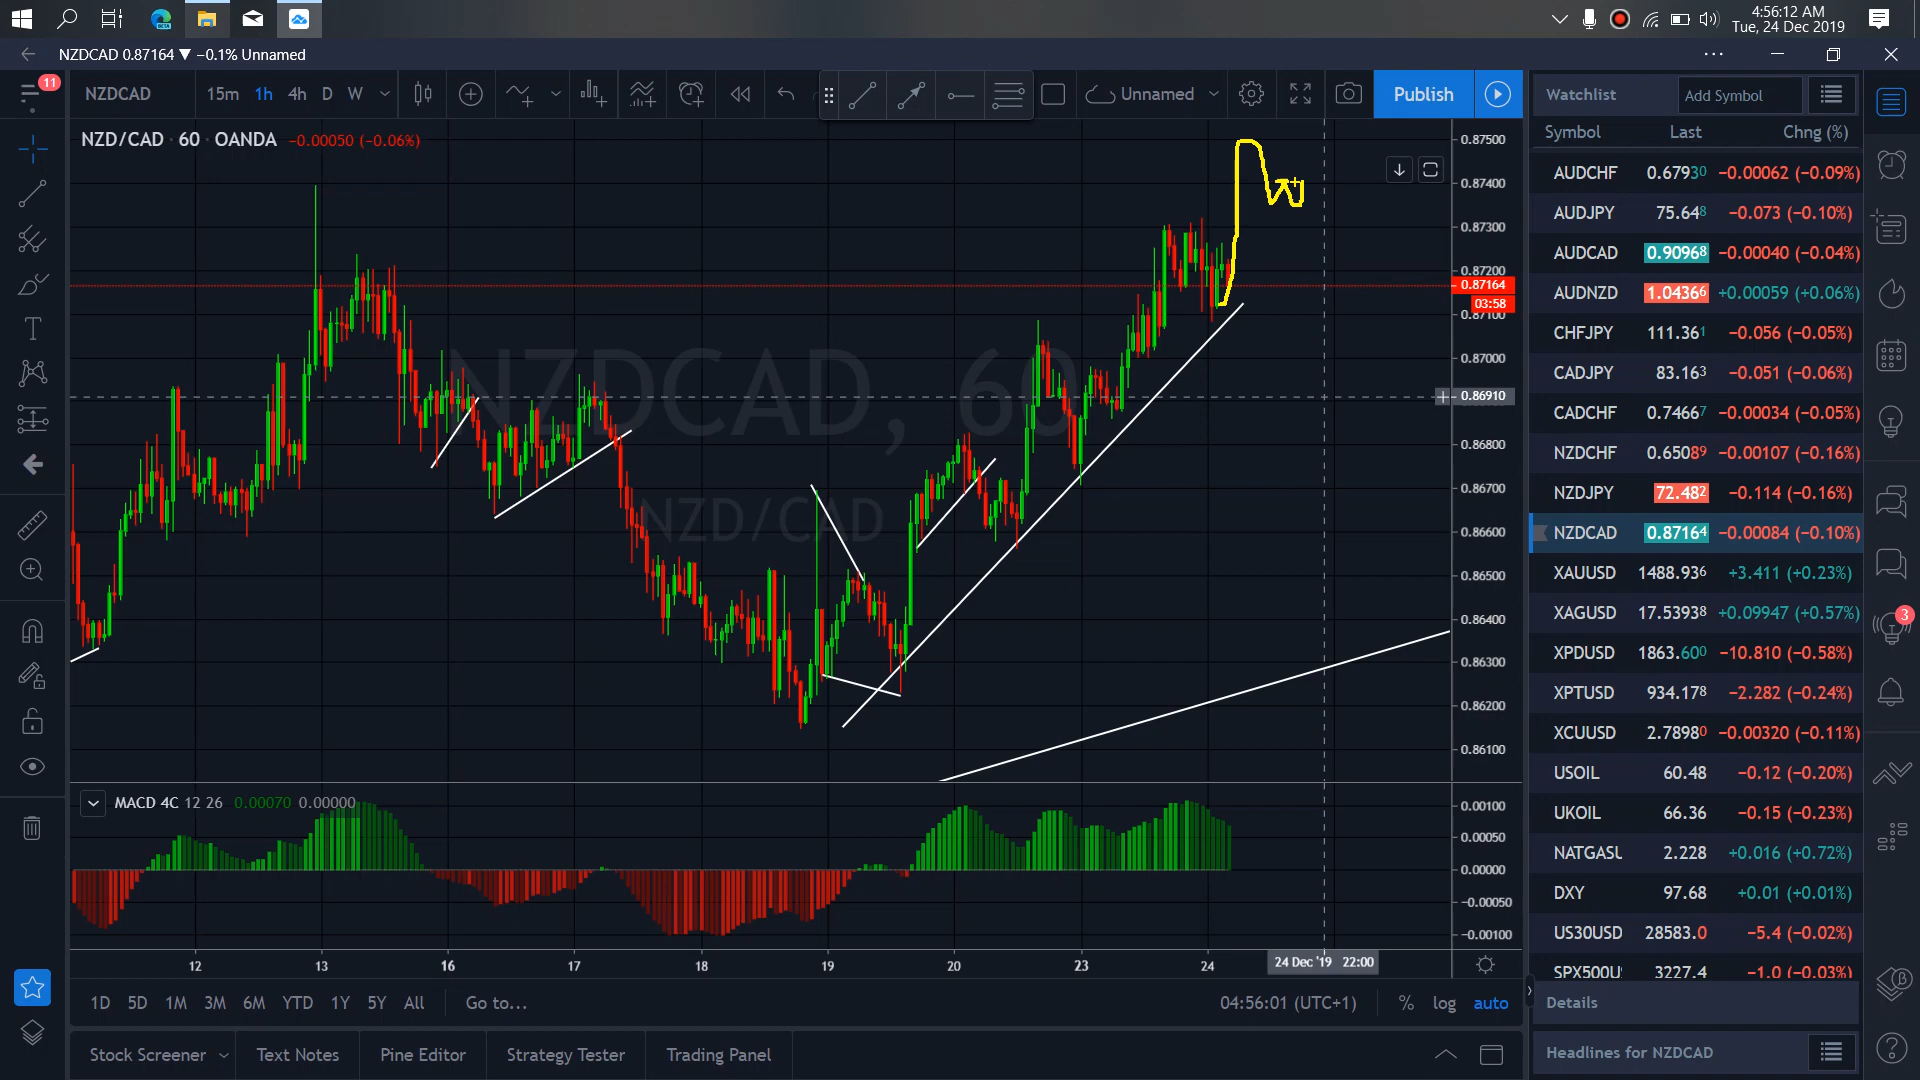 4:56:12 AM
Tue, 24 Dec 2019
NZDCAD 0.87164 ▼ −0.1% Unnamed
11
NZDCAD 15m 1h 4h D W Unnamed Publish
Watchlist Add Symbol
NZD/CAD · 60 · OANDA −0.00050 (−0.06%)
Symbol Last Chng (%)
AUDCHF 0.67930 −0.00062 (−0.09%)
AUDJPY 75.648 −0.073 (−0.10%)
AUDCAD 0.90968 −0.00040 (−0.04%)
AUDNZD 1.04366 +0.00059 (+0.06%)
CHFJPY 111.361 −0.056 (−0.05%)
CADJPY 83.163 −0.051 (−0.06%)
CADCHF 0.74667 −0.00034 (−0.05%)
NZDCHF 0.65089 −0.00107 (−0.16%)
NZDJPY 72.482 −0.114 (−0.16%)
NZDCAD 0.87164 −0.00084 (−0.10%)
XAUUSD 1488.936 +3.411 (+0.23%)
XAGUSD 17.53938 +0.09947 (+0.57%)
XPDUSD 1863.600 −10.810 (−0.58%)
XPTUSD 934.178 −2.282 (−0.24%)
XCUUSD 2.78980 −0.00320 (−0.11%)
USOIL 60.48 −0.12 (−0.20%)
UKOIL 66.36 −0.15 (−0.23%)
NATGASU 2.228 +0.016 (+0.72%)
DXY 97.68 +0.01 (+0.01%)
US30USD 28583.0 −5.4 (−0.02%)
SPX500U 3227.4 −1.0 (−0.03%)
Details
Headlines for NZDCAD
3
0.87500
0.87400
0.87300
0.87200
0.87164
03:58
0.87100
0.87000
0.86910
0.86800
0.86700
0.86600
0.86500
0.86400
0.86300
0.86200
0.86100
NZDCAD, 60
NZD/CAD
MACD 4C 12 26 0.00070 0.00000
0.00100
0.00050
0.00000
−0.00050
−0.00100
12 13 16 17 18 19 20 23 24 24 Dec '19 22:00
1D 5D 1M 3M 6M YTD 1Y 5Y All Go to... 04:56:01 (UTC+1) % log auto
Stock Screener Text Notes Pine Editor Strategy Tester Trading Panel